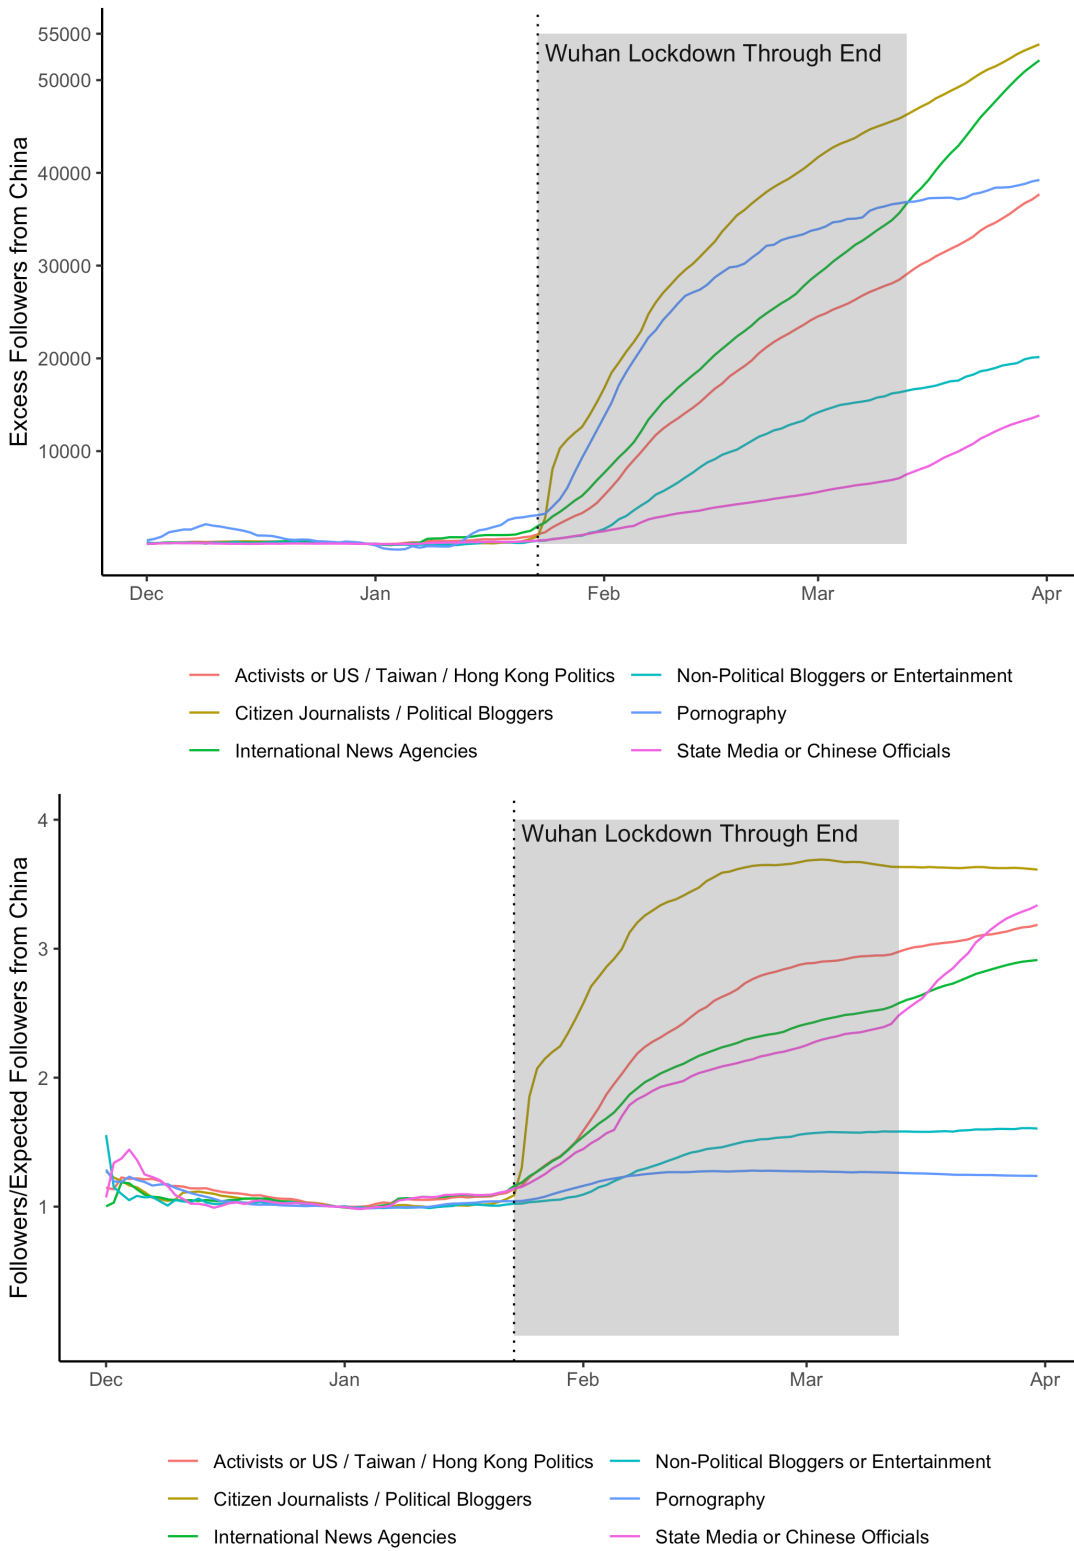 Excess Followers from China
55000
50000
40000
30000
20000
10000
Wuhan Lockdown Through End
Dec Jan Feb Mar Apr
Activists or US / Taiwan / Hong Kong Politics Non-Political Bloggers or Entertainment
Citizen Journalists / Political Bloggers Pornography
International News Agencies State Media or Chinese Officials
Followers/Expected Followers from China
4
3
2
1
Wuhan Lockdown Through End
Dec Jan Feb Mar Apr
Activists or US / Taiwan / Hong Kong Politics Non-Political Bloggers or Entertainment
Citizen Journalists / Political Bloggers Pornography
International News Agencies State Media or Chinese Officials